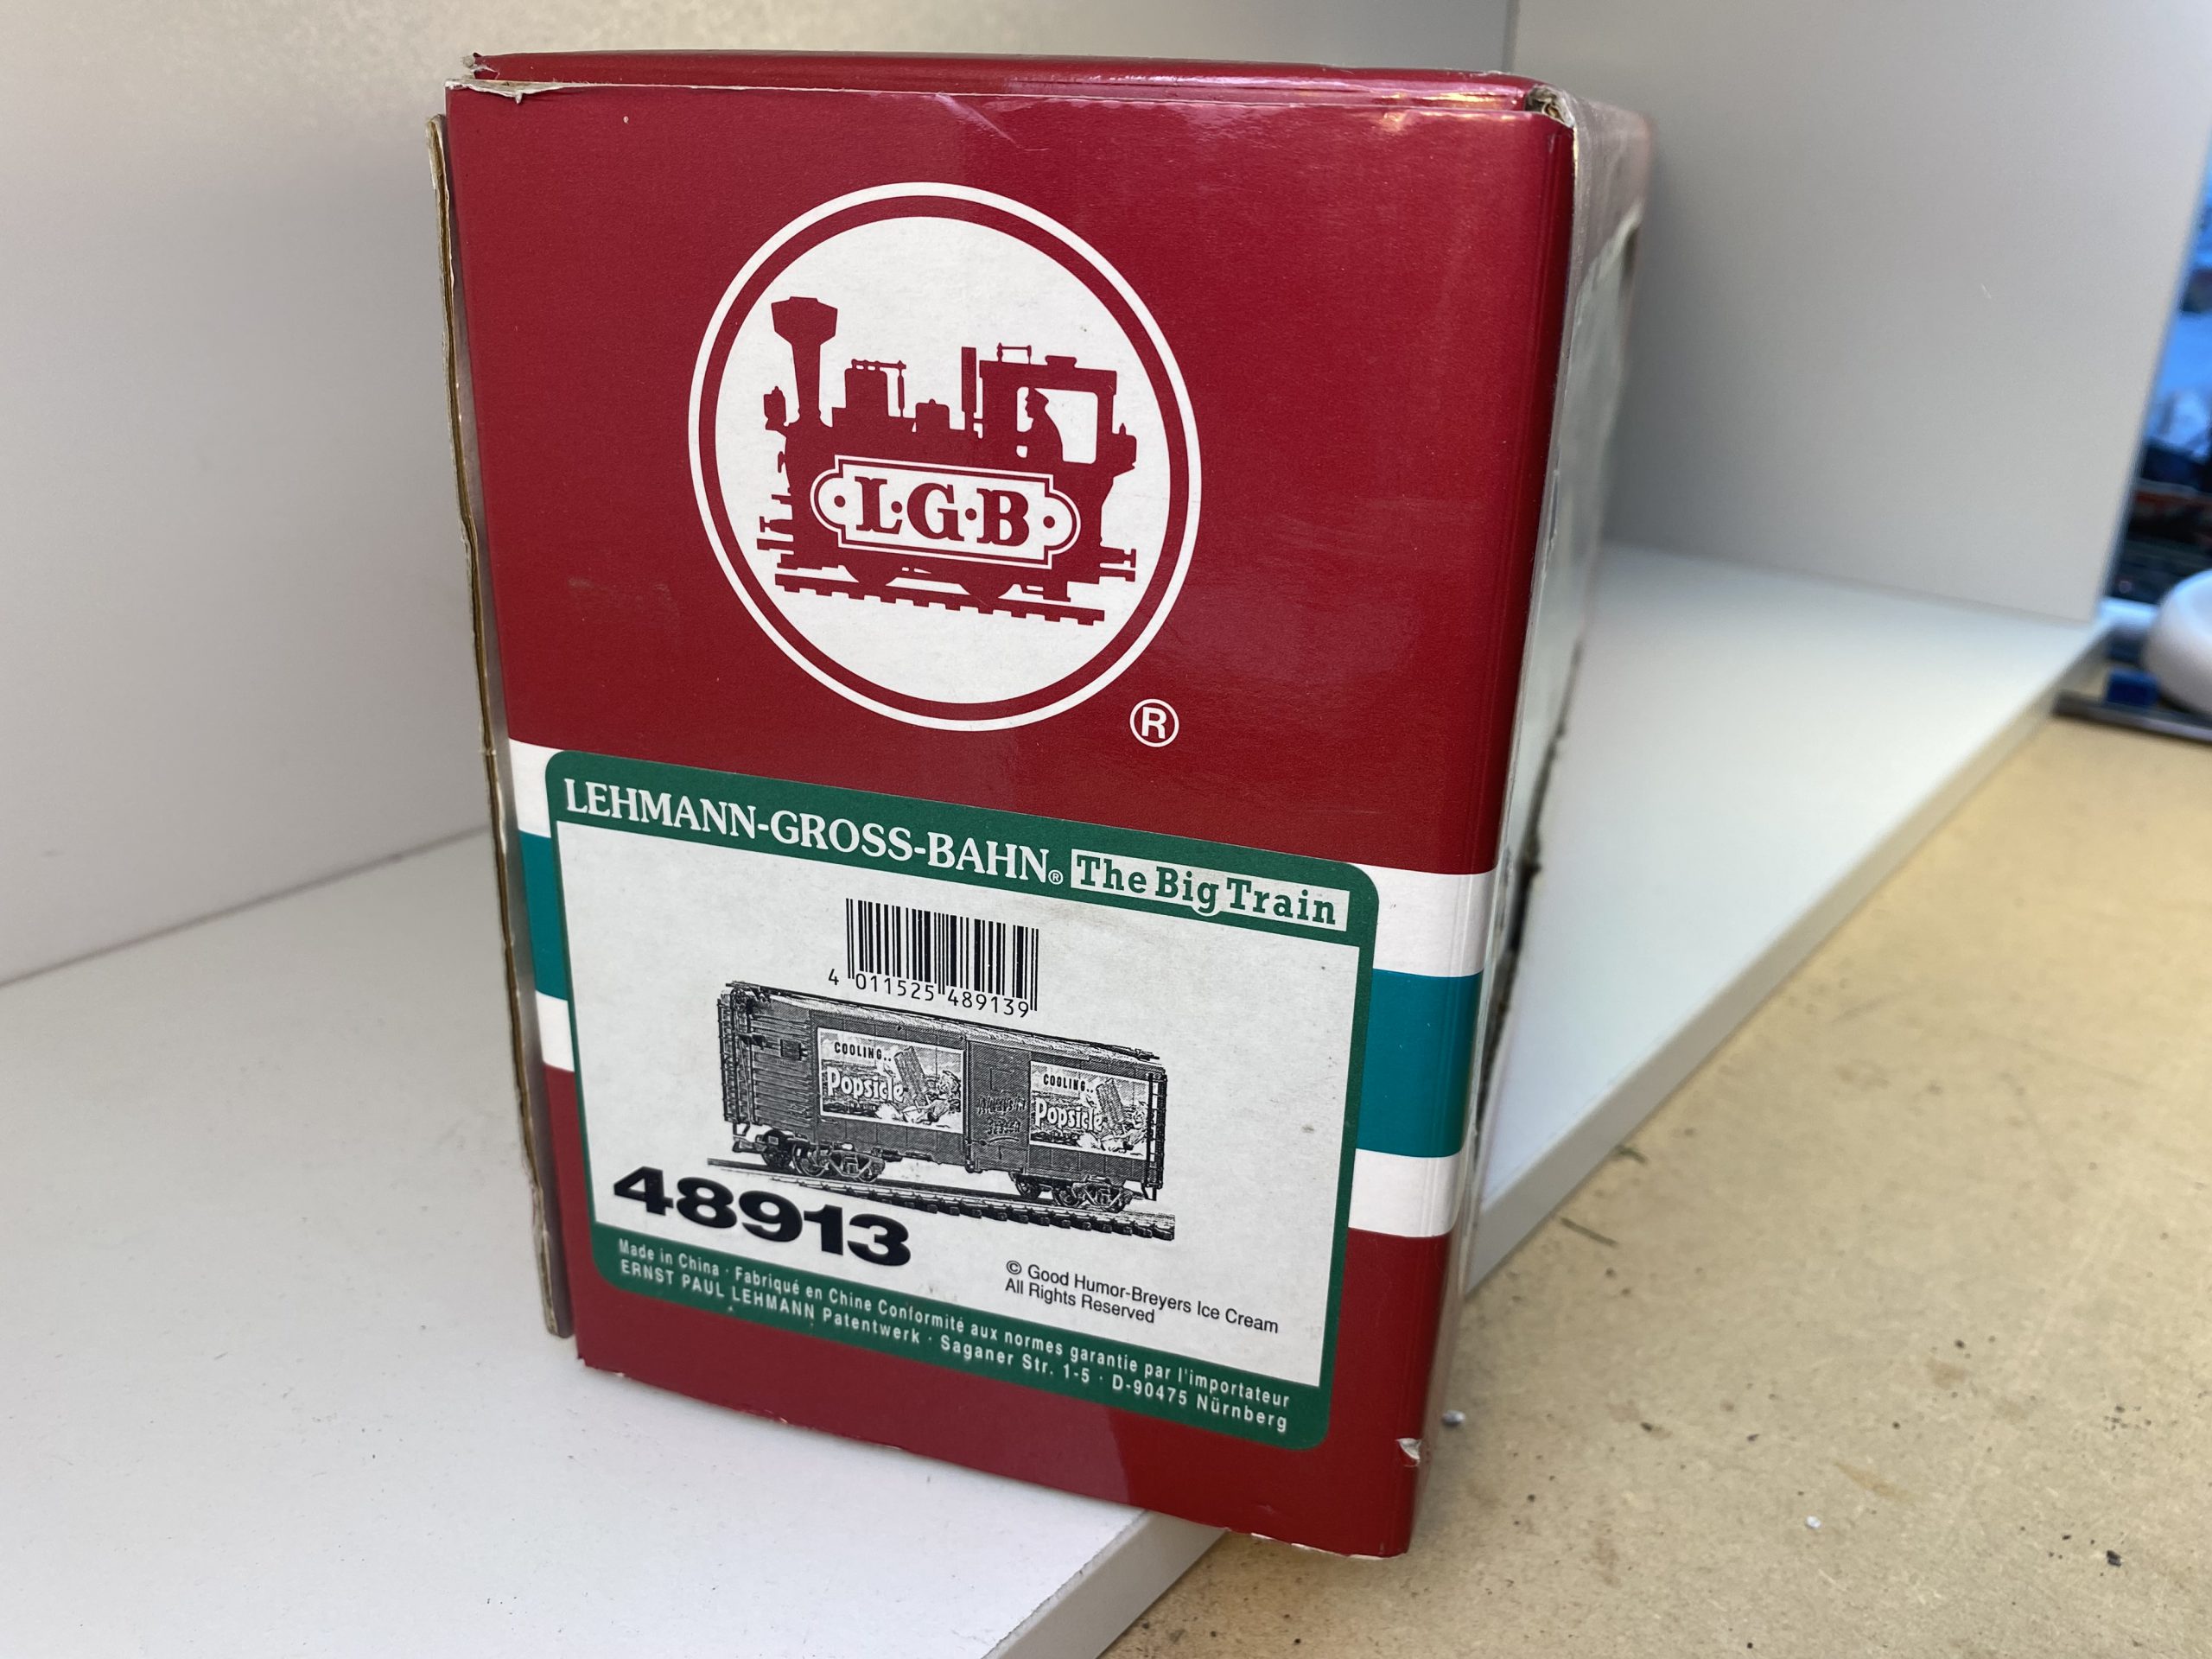 L·G·B
®
LEHMANN-GROSS-BAHN® The Big Train
4 011525 489139
COOLING..
Popsicle
COOLING..
Popsicle
48913
© Good Humor-Breyers Ice Cream
All Rights Reserved
Made in China · Fabriqué en Chine Conformité aux normes garantie par l'importateur
ERNST PAUL LEHMANN Patentwerk · Saganer Str. 1-5 · D-90475 Nürnberg